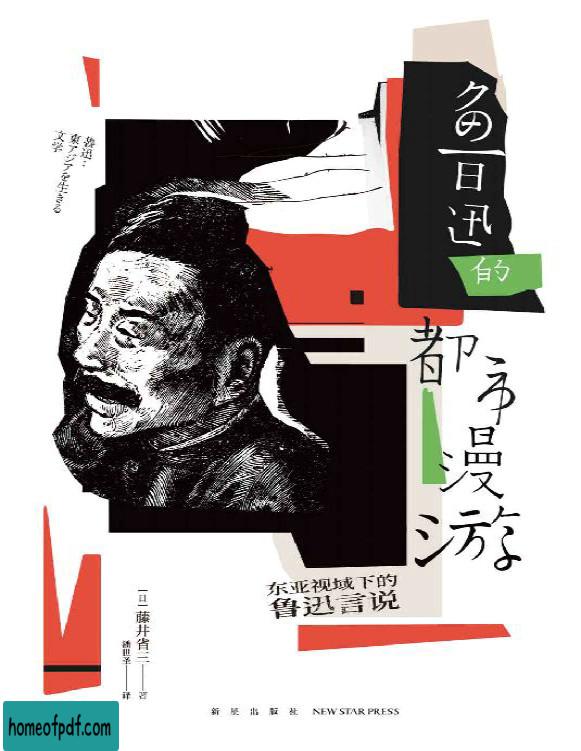 鲁迅的
都市漫游
魯迅：
東アジアを生きる
文学
东亚视域下的
鲁迅言说
［日］藤井省三——著
潘世圣——译
新星出版社 NEW STAR PRESS
homeofpdf.com